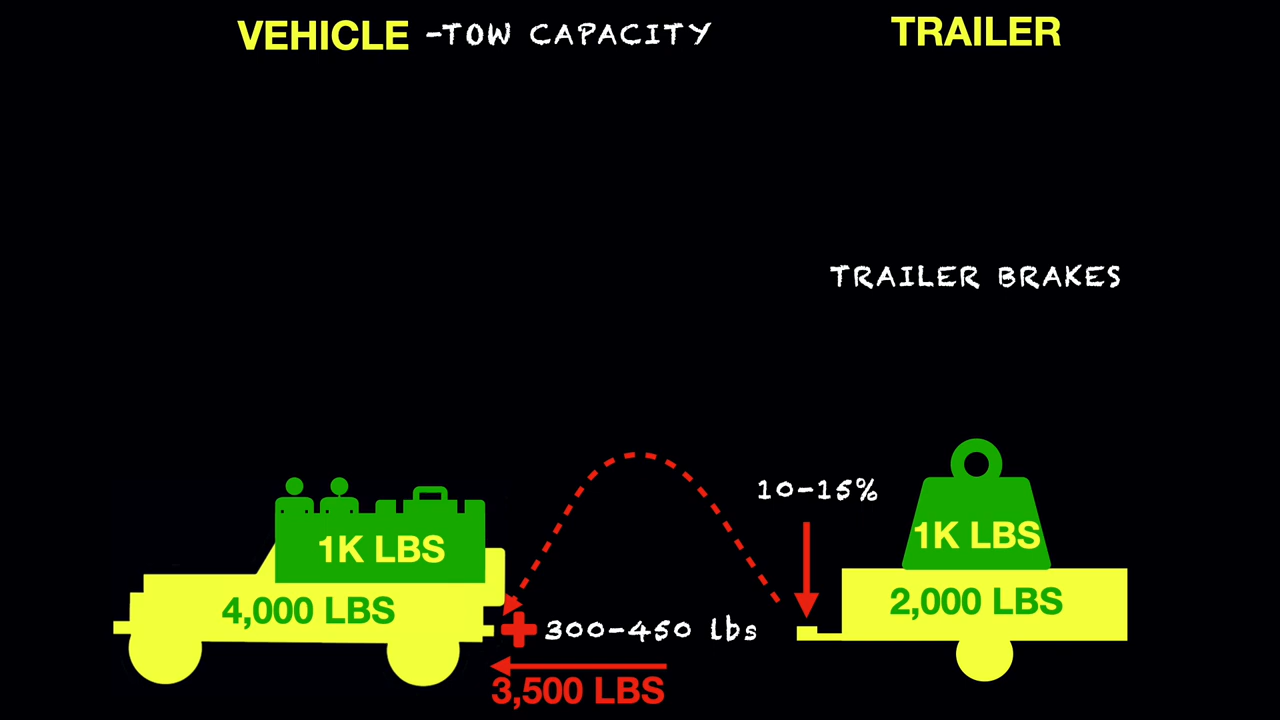 VEHICLE -TOW CAPACITY
TRAILER
TRAILER BRAKES
10-15%
1K LBS
1K LBS
4,000 LBS
2,000 LBS
300-450 lbs
3,500 LBS